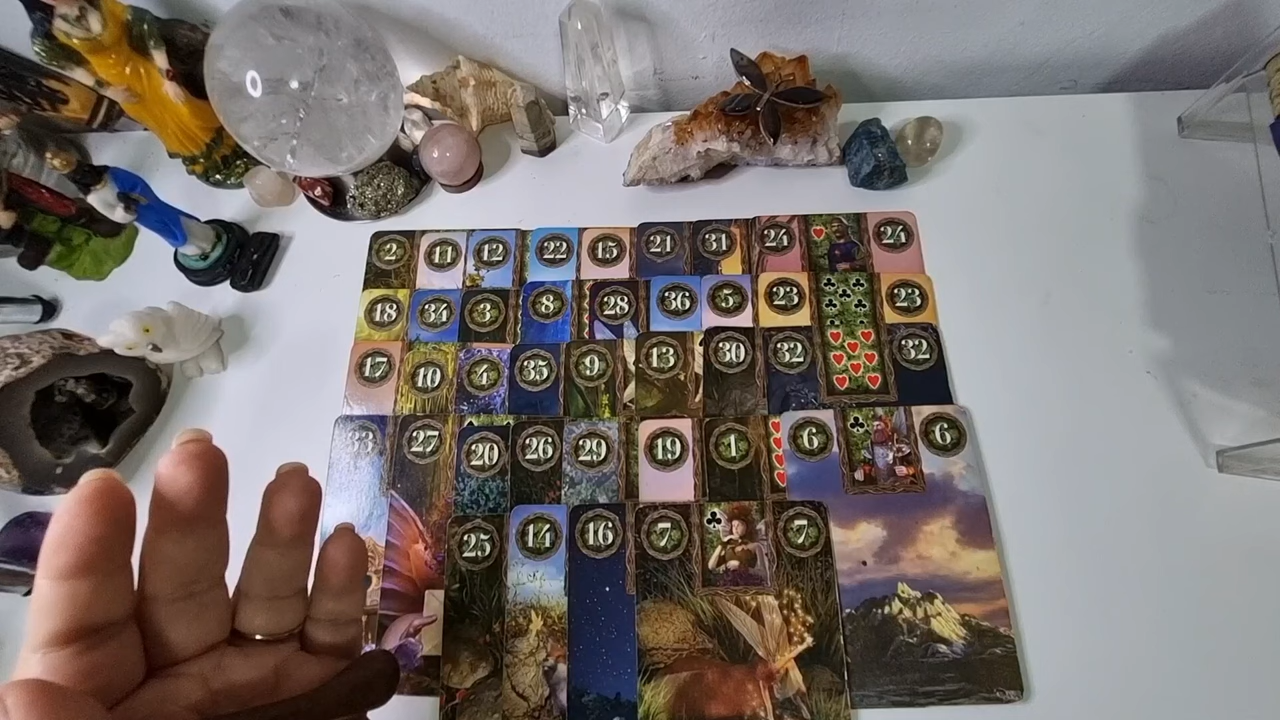 2 11 12 22 15 21 31 24 24
18 34 3 8 28 36 5 23 23
17 10 4 35 9 13 30 32 32
33 27 20 26 29 19 1 6 6
25 14 16 7 7